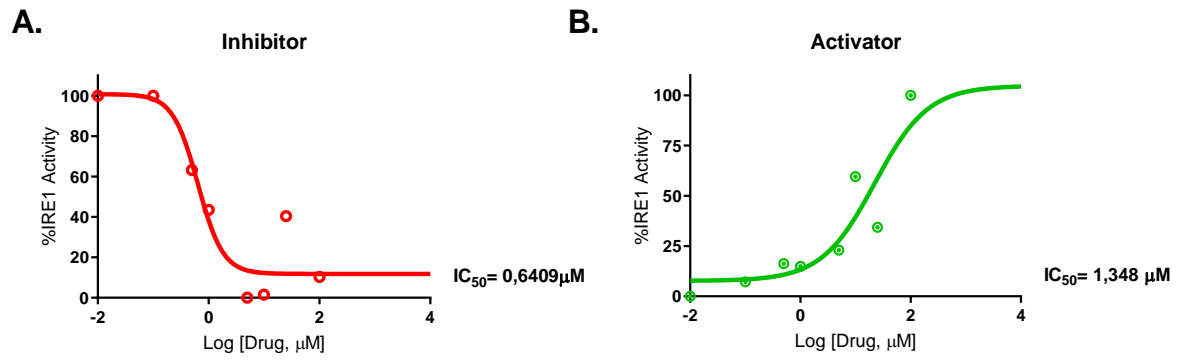 A.
Inhibitor
100
80
60
40
20
0
-2
0
2
4
%IRE1 Activity
Log [Drug, μM]
IC50= 0,6409μM
B.
Activator
100
75
50
25
0
-2
0
2
4
%IRE1 Activity
Log [Drug, μM]
IC50= 1,348 μM